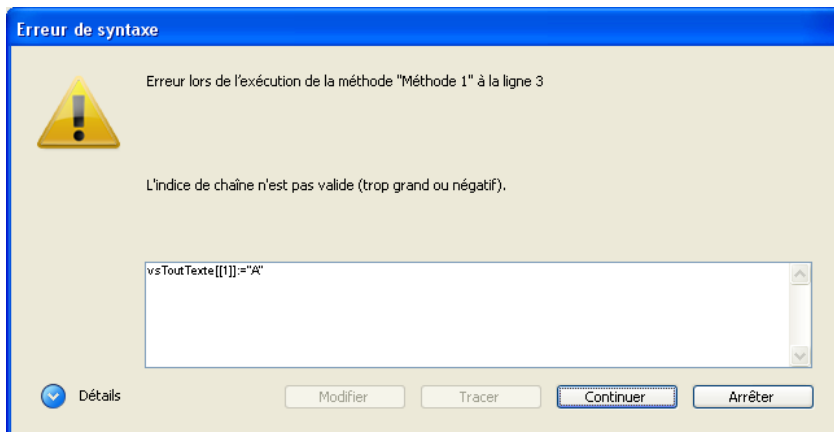 Erreur de syntaxe
Erreur lors de l'exécution de la méthode "Méthode 1" à la ligne 3
L'indice de chaîne n'est pas valide (trop grand ou négatif).
vsToutTexte[[1]]:="A"
Détails
Modifier
Tracer
Continuer
Arrêter